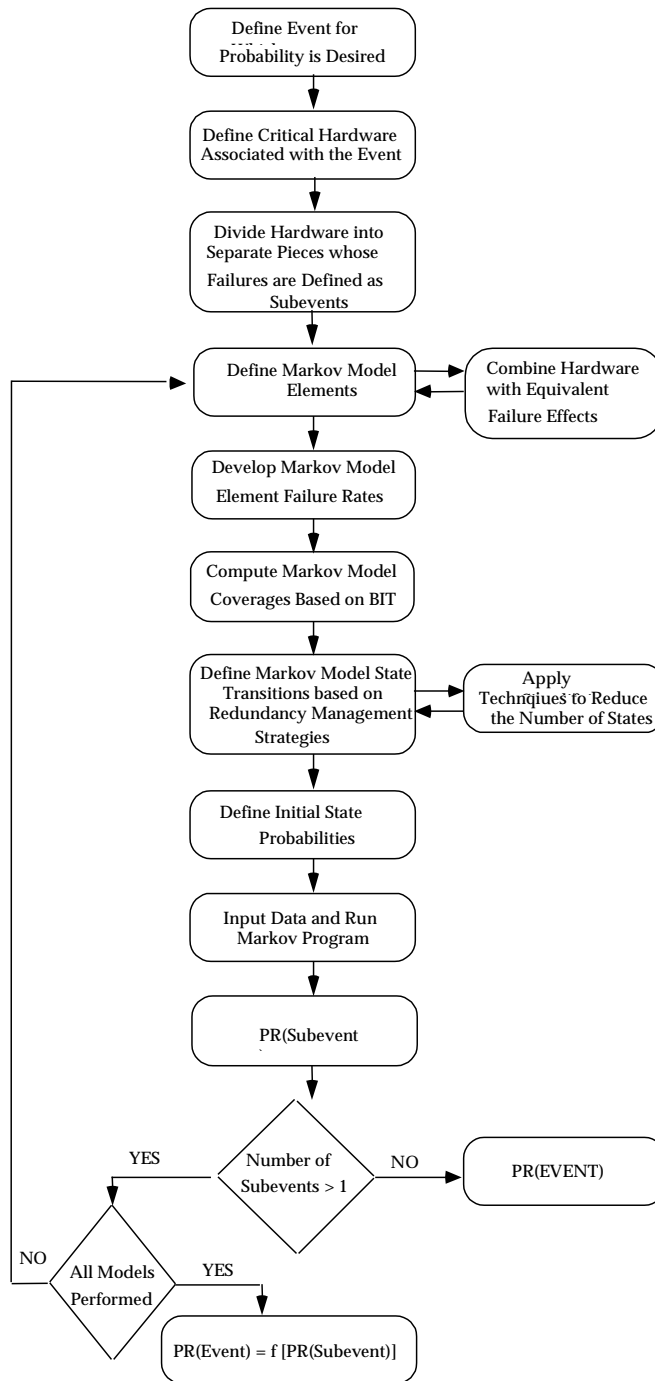 Define Event for
Probability is Desired
Define Critical Hardware
Associated with the Event
Divide Hardware into
Separate Pieces whose
Failures are Defined as
Subevents
Define Markov Model
Elements
Combine Hardware
with Equivalent
Failure Effects
Develop Markov Model
Element Failure Rates
Compute Markov Model
Coverages Based on BIT
Define Markov Model State
Transitions based on
Redundancy Management
Strategies
Apply
Techniques to Reduce
the Number of States
Define Initial State
Probabilities
Input Data and Run
Markov Program
PR(Subevent
YES
Number of
Subevents > 1
NO
PR(EVENT)
NO
All Models
Performed
YES
PR(Event) = f [PR(Subevent)]